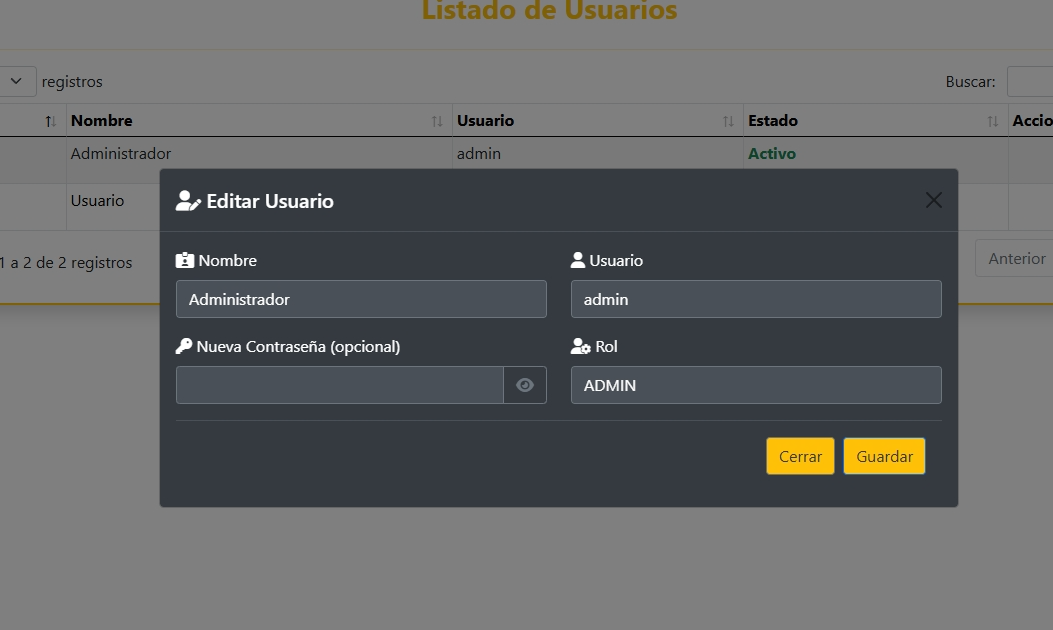 Listado de Usuarios
registros
Buscar:
Nombre
Usuario
Estado
Accio
Administrador
admin
Activo
Usuario
1 a 2 de 2 registros
Anterior
Editar Usuario
Nombre
Usuario
Administrador
admin
Nueva Contraseña (opcional)
Rol
ADMIN
Cerrar
Guardar